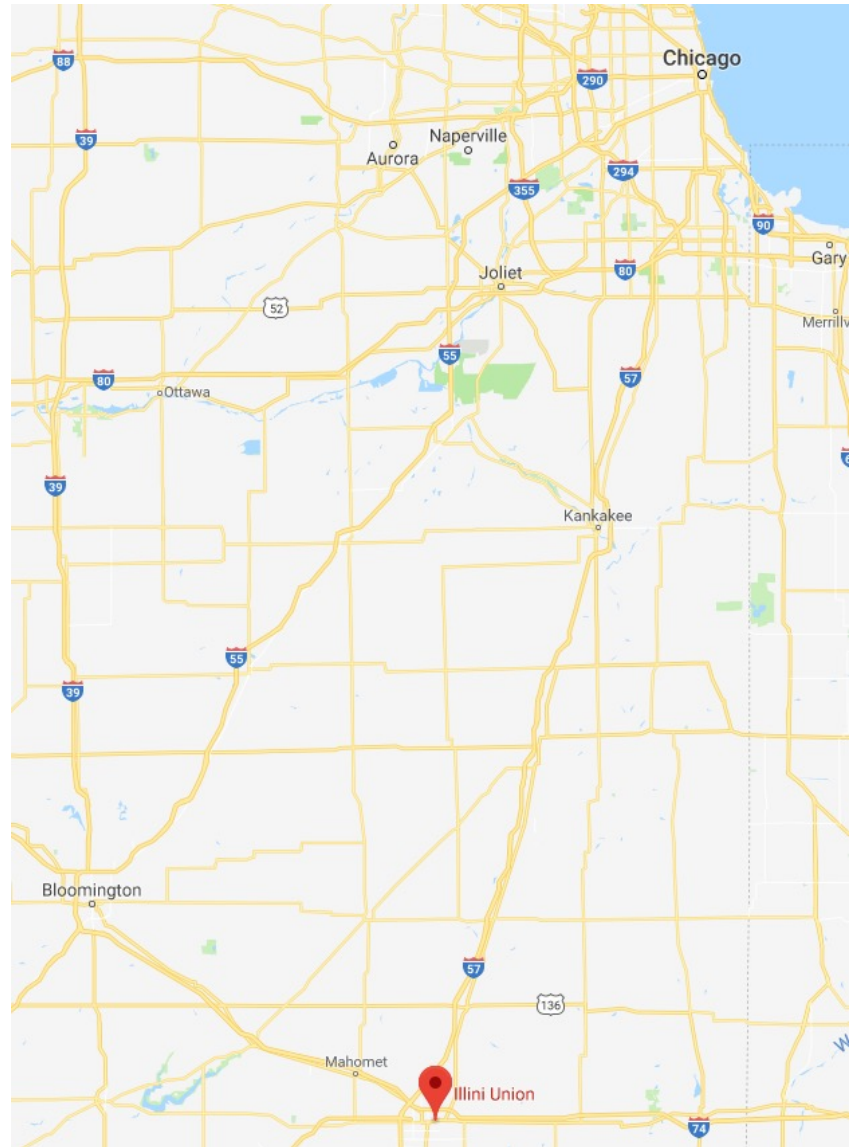 Chicago
88
290
39
Naperville
Aurora
294
355
90
Gary
80
Joliet
52
Merrillv
55
57
80
Ottawa
6
39
Kankakee
55
39
Bloomington
57
136
W
Mahomet
Illini Union
74